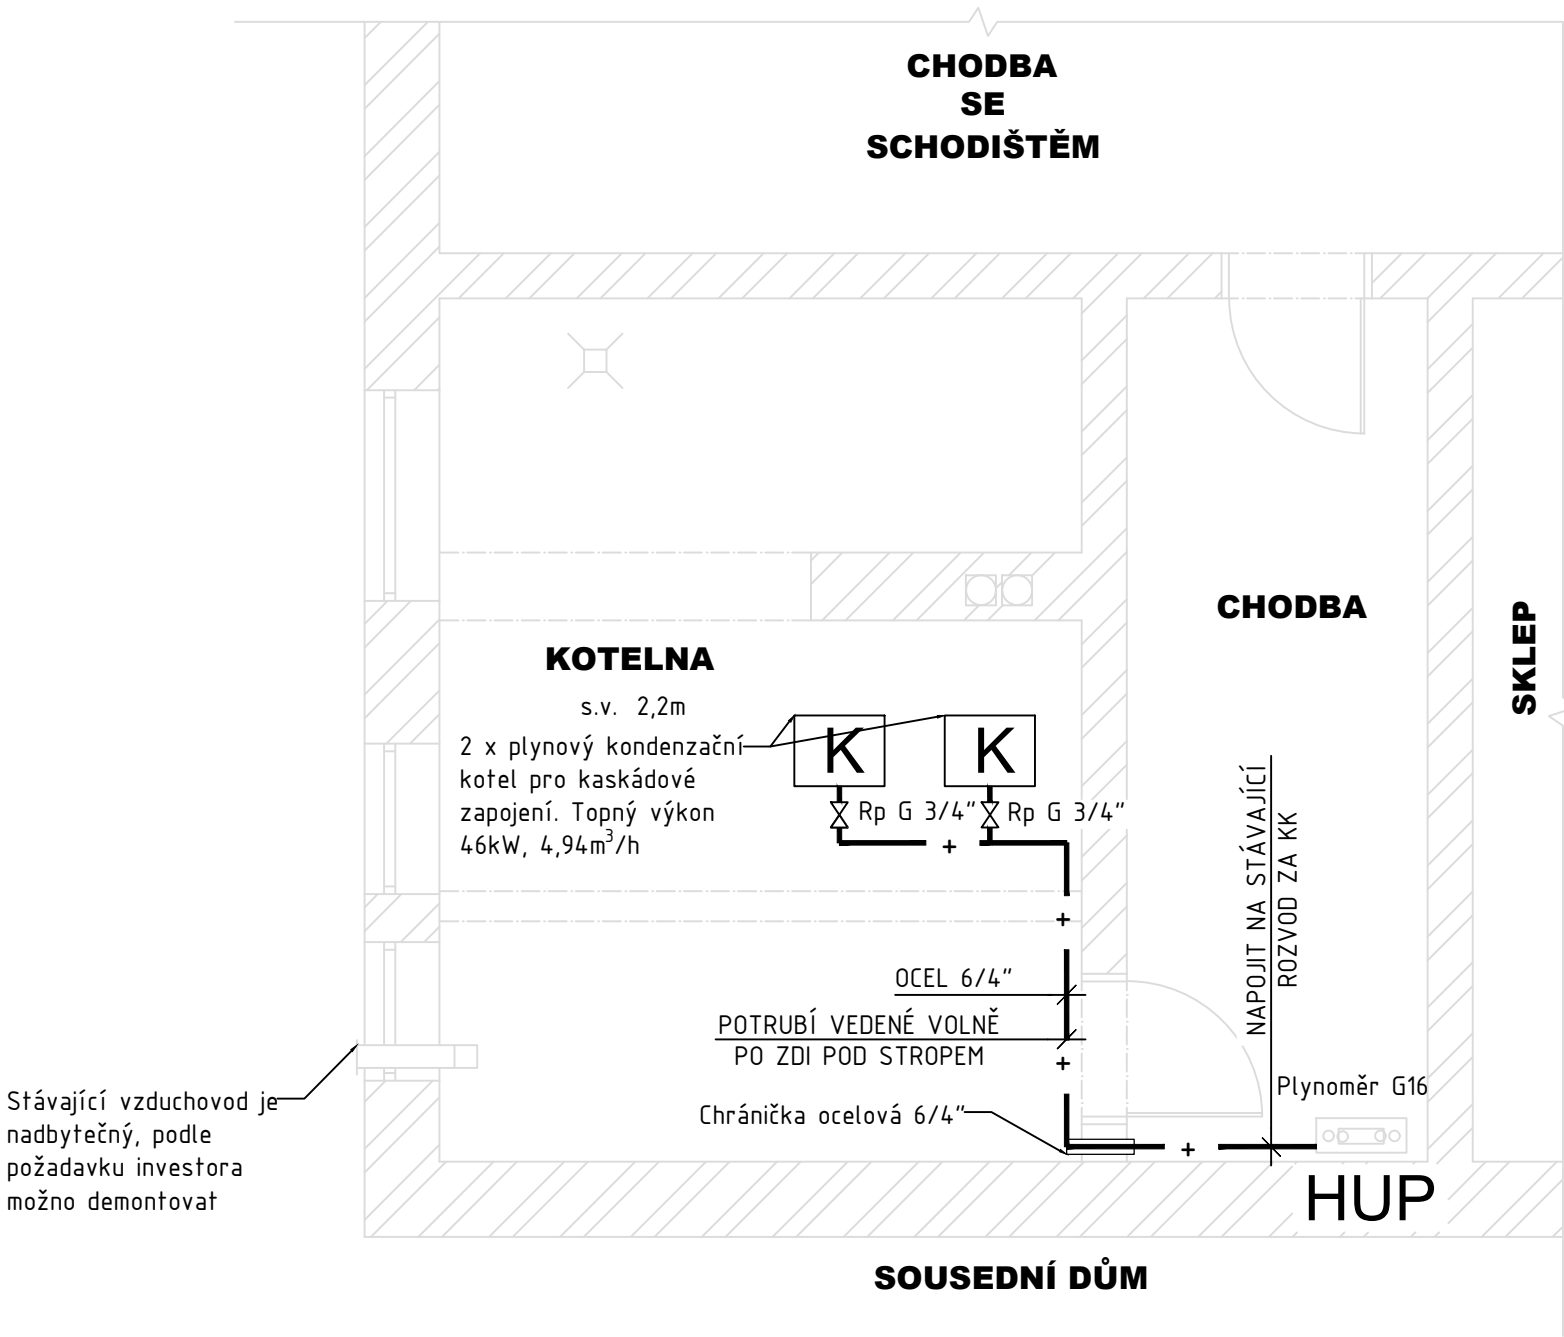 CHODBA
SE
SCHODIŠTĚM
CHODBA
SKLEP
KOTELNA
s.v. 2,2m
2 x plynový kondenzační
kotel pro kaskádové
zapojení. Topný výkon
46kW, 4,94m³/h
K
K
Rp G 3/4"
Rp G 3/4"
NAPOJIT NA STÁVAJÍCÍ
ROZVOD ZA KK
OCEL 6/4"
POTRUBÍ VEDENÉ VOLNĚ
PO ZDI POD STROPEM
Plynoměr G16
Chránička ocelová 6/4"
Stávající vzduchovod je
nadbytečný, podle
požadavku investora
možno demontovat
HUP
SOUSEDNÍ DŮM